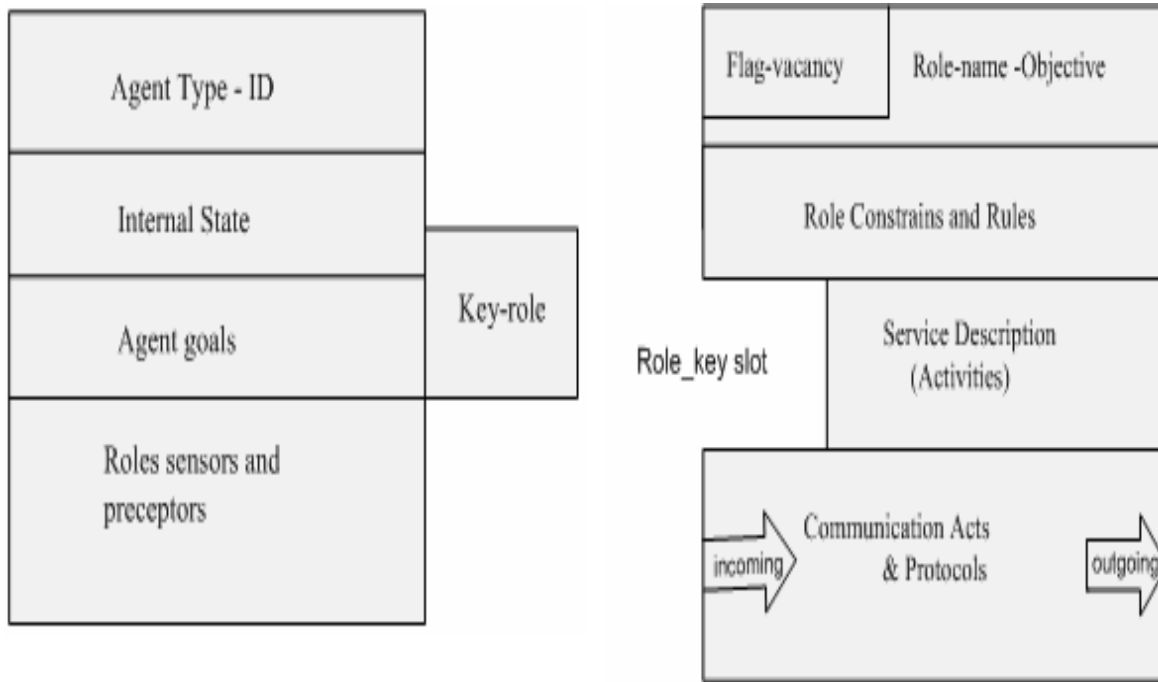 Agent Type - ID
Internal State
Agent goals
Key-role
Roles sensors and
preceptors
Flag-vacancy
Role-name -Objective
Role Constrains and Rules
Role_key slot
Service Description
(Activities)
Communication Acts
& Protocols
incoming
outgoing